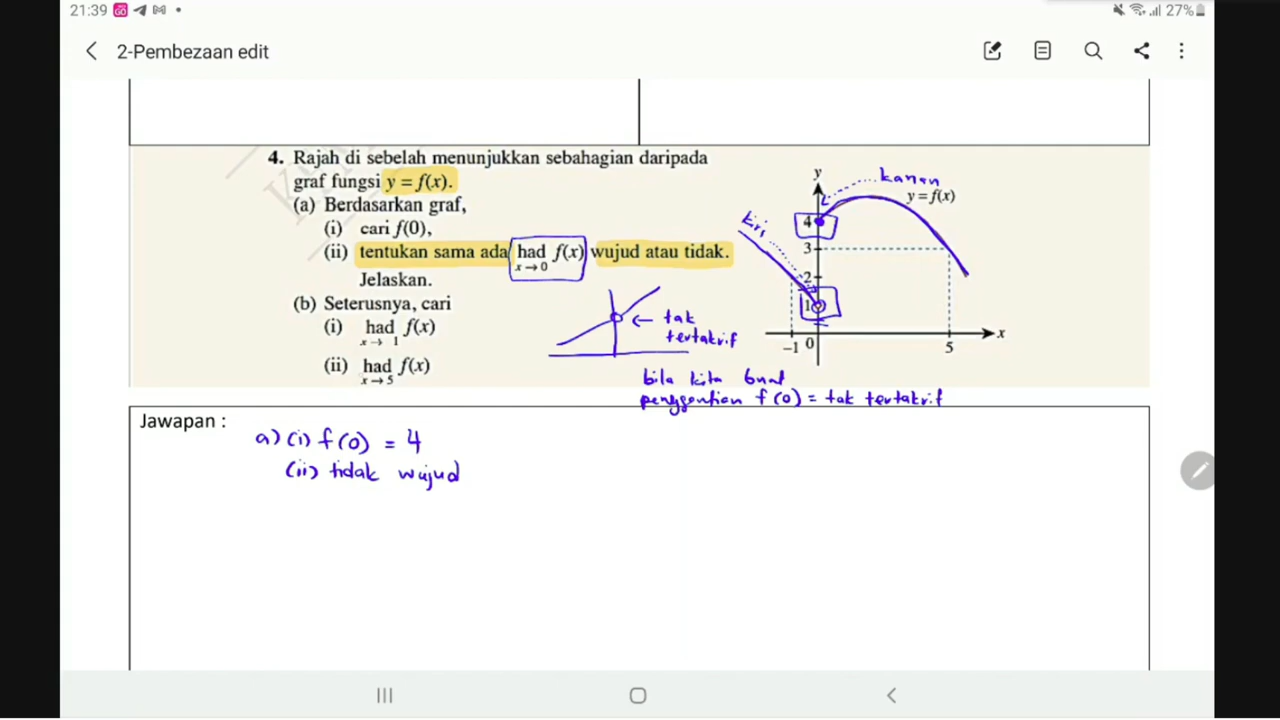 21:39
GO
27%
2-Pembezaan edit
4. Rajah di sebelah menunjukkan sebahagian daripada
graf fungsi y = f(x).
(a) Berdasarkan graf,
(i) cari f(0),
(ii) tentukan sama ada had f(x) wujud atau tidak.
x → 0
Jelaskan.
(b) Seterusnya, cari
(i) had f(x)
x → 1
(ii) had f(x)
x → 5
y
kanan
y = f(x)
kiri
4
3
2
1
-1 0 5 x
← tak
tertakrif
bila kita buat
penggantian f(0) = tak tertakrif
Jawapan :
a) (i) f(0) = 4
(ii) tidak wujud